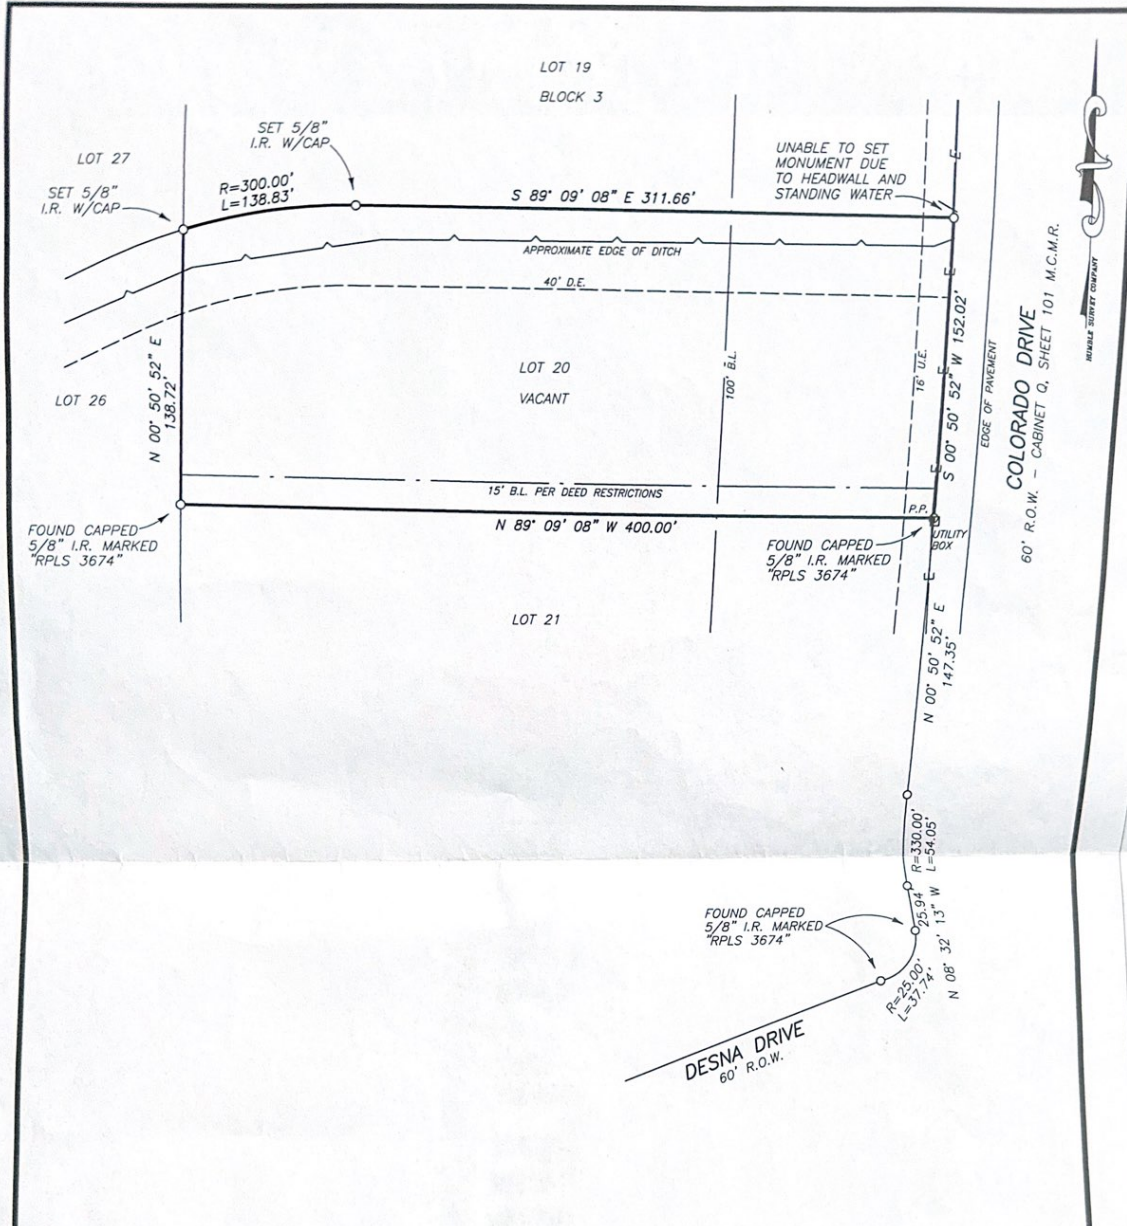 LOT 19
BLOCK 3
SET 5/8"
I.R. W/CAP
LOT 27
SET 5/8"
I.R. W/CAP
R=300.00'
L=138.83'
S 89° 09' 08" E 311.66'
UNABLE TO SET
MONUMENT DUE
TO HEADWALL AND
STANDING WATER
E
APPROXIMATE EDGE OF DITCH
40' D.E.
E
N 00° 50' 52" E
138.72
LOT 26
LOT 20
VACANT
100' B.L.
16' U.E.
E
S 00° 50' 52" W 152.02'
E
EDGE OF PAVEMENT
COLORADO DRIVE
60' R.O.W. - CABINET Q, SHEET 101 M.C.M.R.
HUMBLE SURVEY COMPANY
15' B.L. PER DEED RESTRICTIONS
N 89° 09' 08" W 400.00'
P.P.
UTILITY
BOX
FOUND CAPPED
5/8" I.R. MARKED
"RPLS 3674"
FOUND CAPPED
5/8" I.R. MARKED
"RPLS 3674"
E
LOT 21
N 00° 50' 52" E
147.35'
R=330.00'
L=54.05'
FOUND CAPPED
5/8" I.R. MARKED
"RPLS 3674"
25.94'
N 08° 32' 13" W
R=25.00'
L=37.74'
DESNA DRIVE
60' R.O.W.